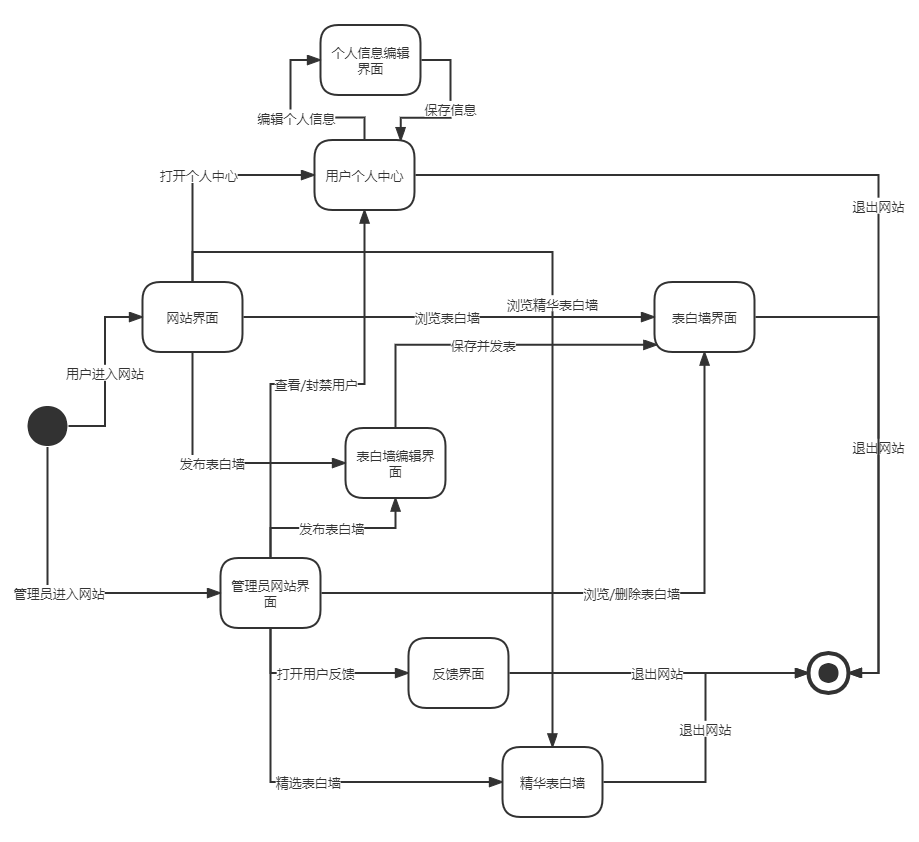 个人信息编辑
界面
保存信息
编辑个人信息
打开个人中心
用户个人中心
退出网站
浏览精华表白墙
网站界面
浏览表白墙
表白墙界面
保存并发表
用户进入网站
查看/封禁用户
退出网站
表白墙编辑界
面
发布表白墙
发布表白墙
管理员网站界
面
管理员进入网站
浏览/删除表白墙
打开用户反馈
反馈界面
退出网站
退出网站
精选表白墙
精华表白墙